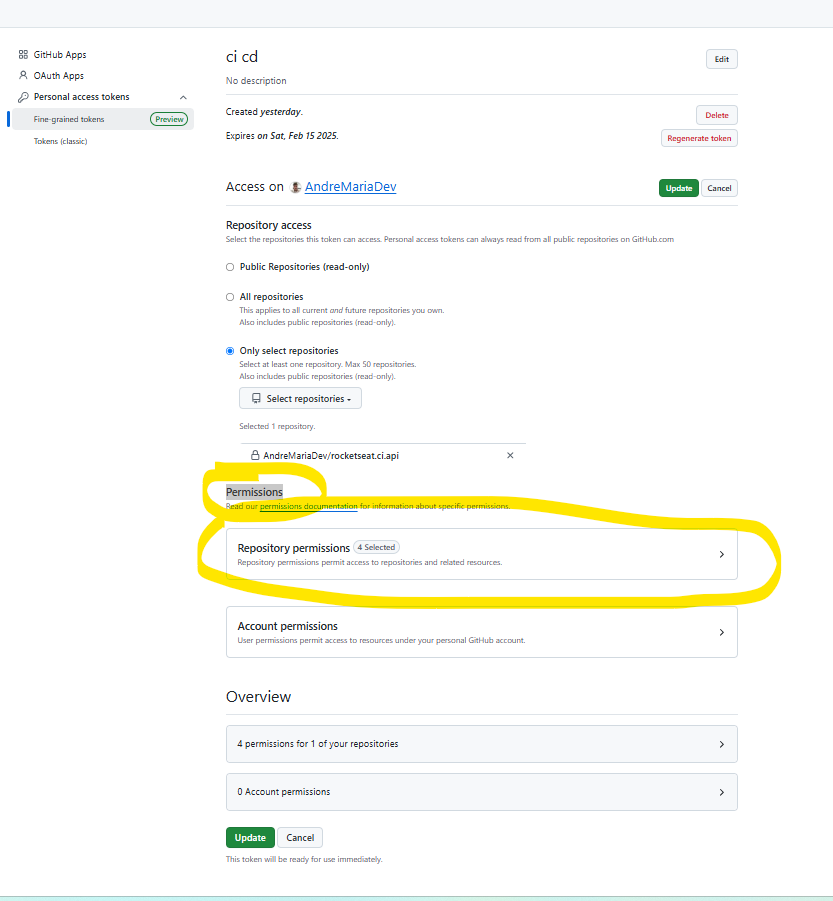 GitHub Apps
OAuth Apps
Personal access tokens
Fine-grained tokens Preview
Tokens (classic)
ci cd
Edit
No description
Created yesterday.
Delete
Expires on Sat, Feb 15 2025.
Regenerate token
Access on AndreMariaDev
Update Cancel
Repository access
Select the repositories this token can access. Personal access tokens can always read from all public repositories on GitHub.com
Public Repositories (read-only)
All repositories
This applies to all current and future repositories you own.
Also includes public repositories (read-only).
Only select repositories
Select at least one repository. Max 50 repositories.
Also includes public repositories (read-only).
Select repositories
Selected 1 repository.
AndreMariaDev/rocketseat.ci.api
Permissions
Read our permissions documentation for information about specific permissions.
Repository permissions 4 Selected
Repository permissions permit access to repositories and related resources.
Account permissions
User permissions permit access to resources under your personal GitHub account.
Overview
4 permissions for 1 of your repositories
0 Account permissions
Update Cancel
This token will be ready for use immediately.